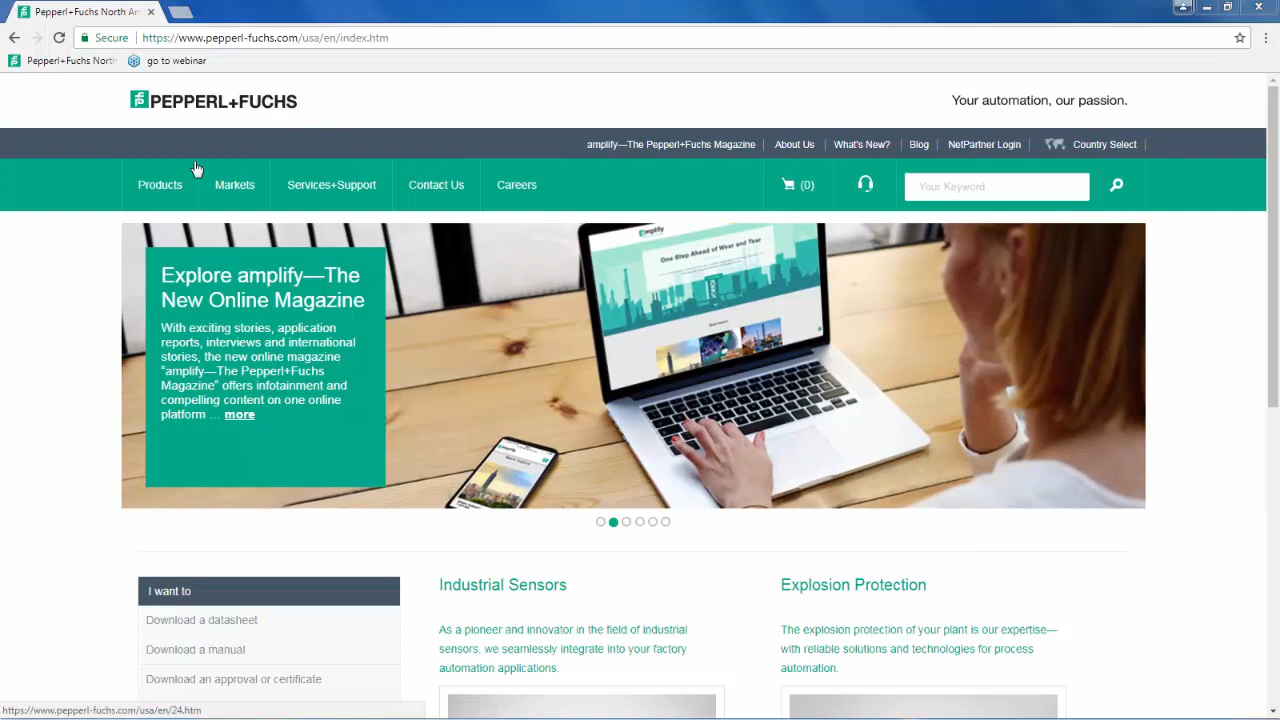 Pepperl+Fuchs North Am
Secure
https://www.pepperl-fuchs.com/usa/en/index.htm
Pepperl+Fuchs North
go to webinar
PEPPERL+FUCHS
Your automation, our passion.
amplify—The Pepperl+Fuchs Magazine
About Us
What's New?
Blog
NetPartner Login
Country Select
Products
Markets
Services+Support
Contact Us
Careers
(0)
Your Keyword
Explore amplify—The
New Online Magazine
With exciting stories, application
reports, interviews and international
stories, the new online magazine
“amplify—The Pepperl+Fuchs
Magazine” offers infotainment and
compelling content on one online
platform ... more
amplify
One Step Ahead of Wear and Tear
I want to
Download a datasheet
Download a manual
Download an approval or certificate
Industrial Sensors
As a pioneer and innovator in the field of industrial
sensors, we seamlessly integrate into your factory
automation applications.
Explosion Protection
The explosion protection of your plant is our expertise—
with reliable solutions and technologies for process
automation.
https://www.pepperl-fuchs.com/usa/en/24.htm